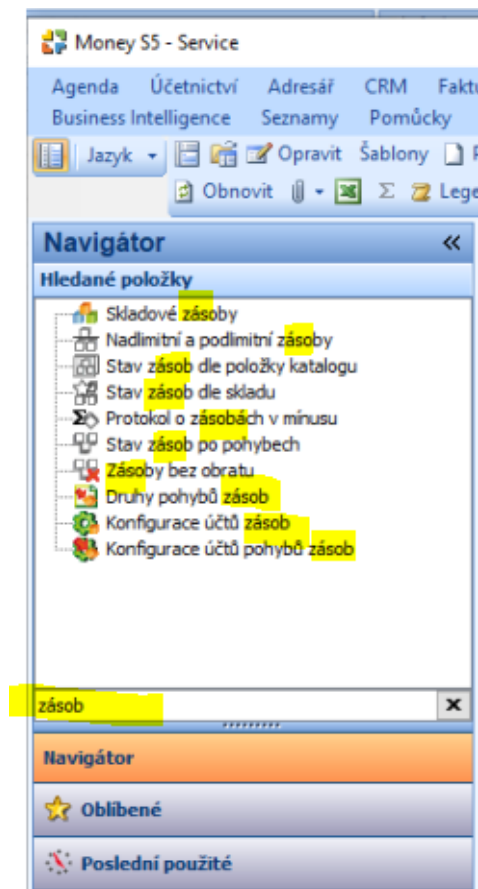 Money S5 - Service
Agenda Účetnictví Adresář CRM
Business Intelligence Seznamy Pomůcky
Jazyk Opravit Šablony
Obnovit Σ
Navigátor «
Hledané položky
Skladové zásoby
Nadlimitní a podlimitní zásoby
Stav zásob dle položky katalogu
Stav zásob dle skladu
Protokol o zásobách v mínusu
Stav zásob po pohybech
Zásoby bez obratu
Druhy pohybů zásob
Konfigurace účtů zásob
Konfigurace účtů pohybů zásob
zásob
Navigátor
Oblíbené
Poslední použité